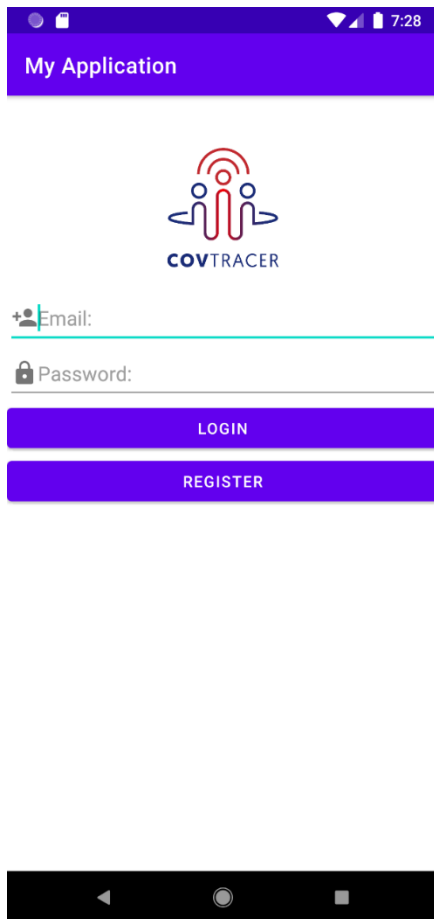 7:28
My Application
COVTRACER
Email:
Password:
LOGIN
REGISTER